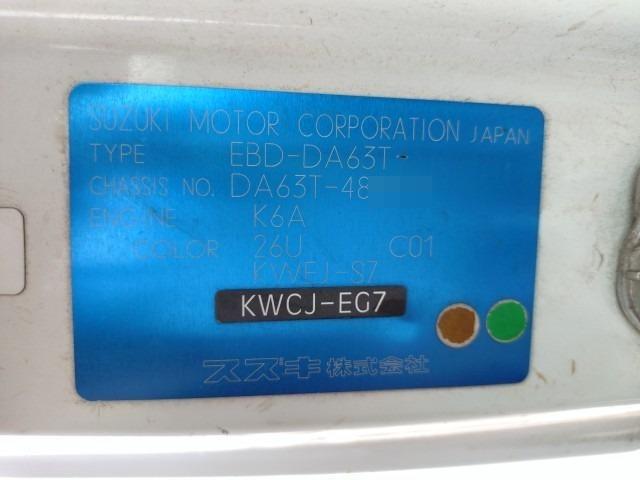 SUZUKI MOTOR CORPORATION JAPAN
TYPE EBD-DA63T-
CHASSIS NO. DA63T-48
ENGINE K6A
COLOR 26U C01
KWEJ-S7
KWCJ-EG7
スズキ株式会社